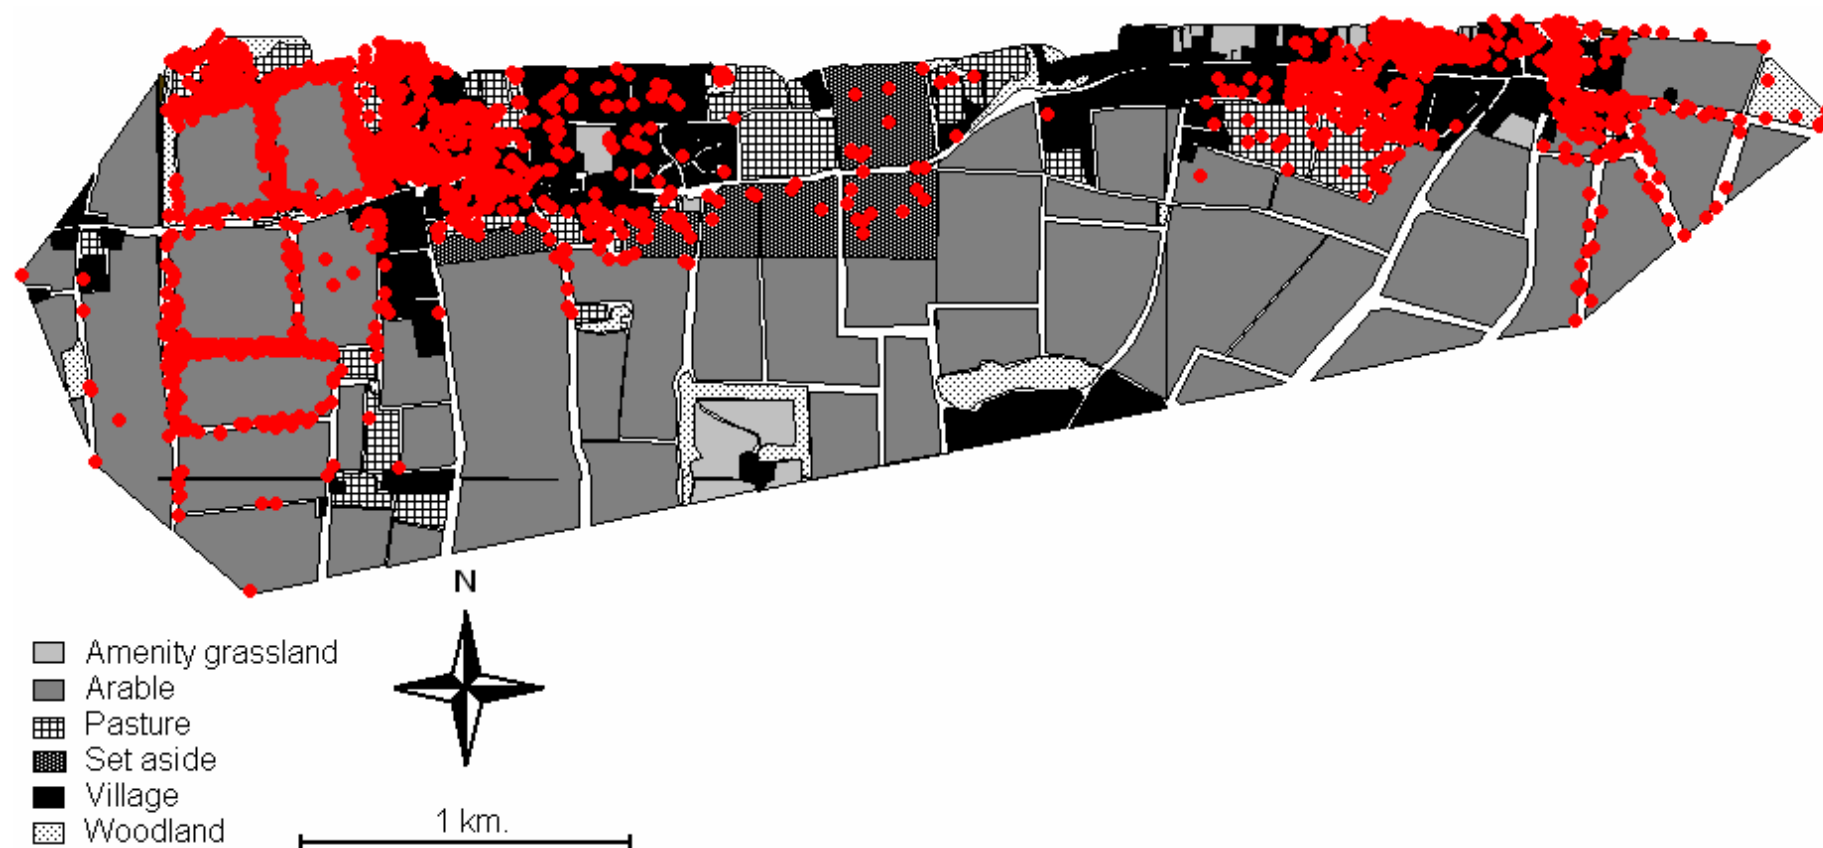 N
Amenity grassland
Arable
Pasture
Set aside
Village
Woodland
1 km.